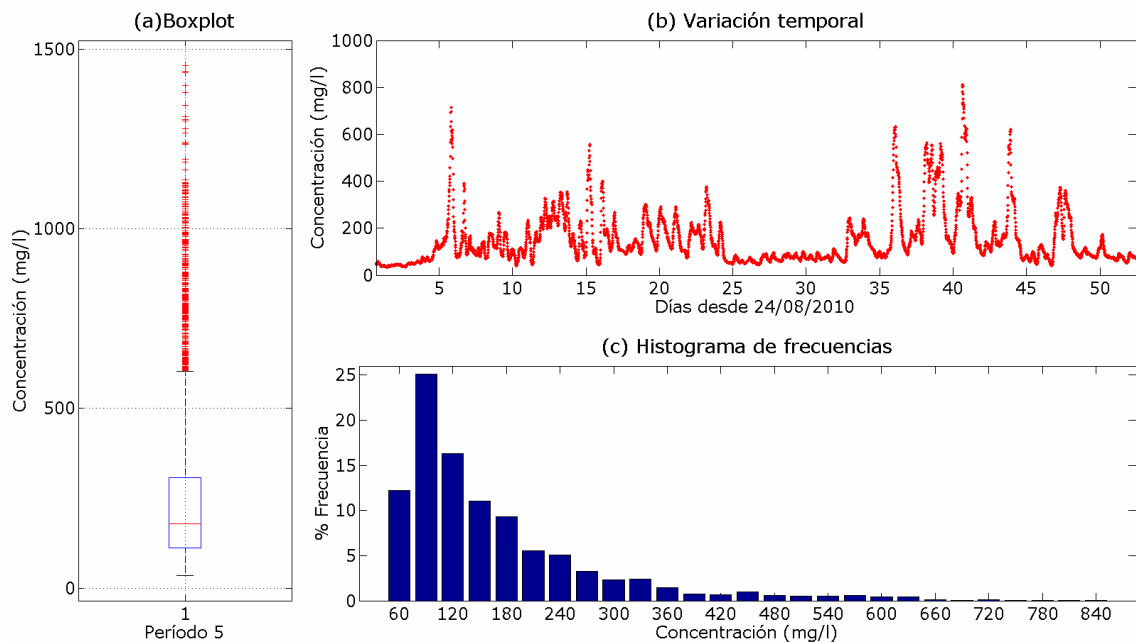 (a)Boxplot
Concentración (mg/l)
1500
1000
500
0
1
Período 5
(b) Variación temporal
Concentración (mg/l)
1000
800
600
400
200
0
5 10 15 20 25 30 35 40 45 50
Días desde 24/08/2010
(c) Histograma de frecuencias
% Frecuencia
25
20
15
10
5
0
60 120 180 240 300 360 420 480 540 600 660 720 780 840
Concentración (mg/l)